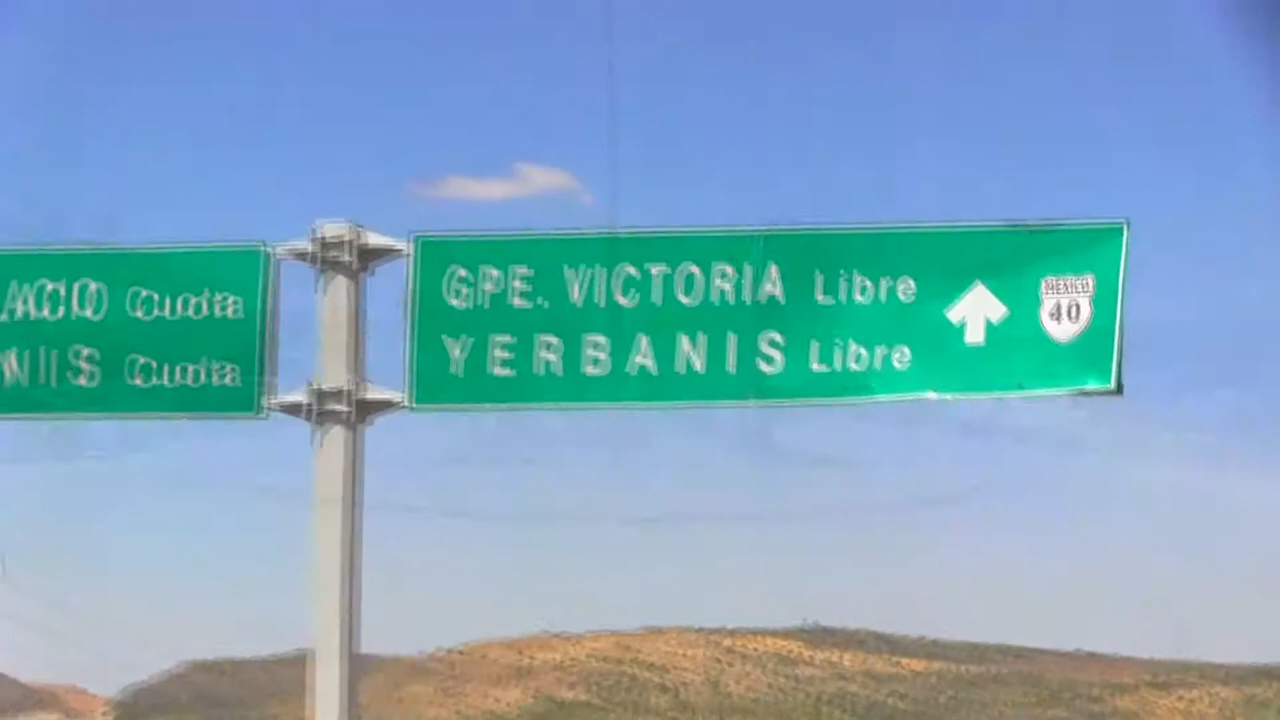 Cuota
Cuota
GPE. VICTORIA Libre
YERBANIS Libre
MEXICO
40